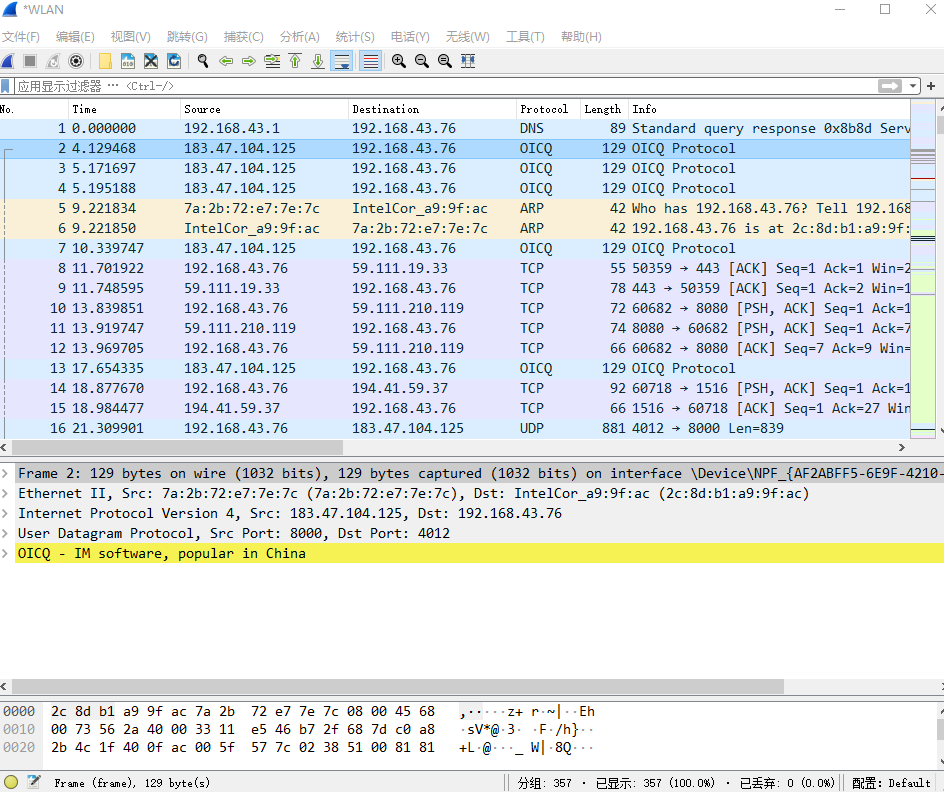 *WLAN
文件(F) 编辑(E) 视图(V) 跳转(G) 捕获(C) 分析(A) 统计(S) 电话(Y) 无线(W) 工具(T) 帮助(H)
应用显示过滤器 … <Ctrl-/>
No. Time Source Destination Protocol Length Info
1 0.000000 192.168.43.1 192.168.43.76 DNS 89 Standard query response 0x8b8d Serv
2 4.129468 183.47.104.125 192.168.43.76 OICQ 129 OICQ Protocol
3 5.171697 183.47.104.125 192.168.43.76 OICQ 129 OICQ Protocol
4 5.195188 183.47.104.125 192.168.43.76 OICQ 129 OICQ Protocol
5 9.221834 7a:2b:72:e7:7e:7c IntelCor_a9:9f:ac ARP 42 Who has 192.168.43.76? Tell 192.168
6 9.221850 IntelCor_a9:9f:ac 7a:2b:72:e7:7e:7c ARP 42 192.168.43.76 is at 2c:8d:b1:a9:9f:
7 10.339747 183.47.104.125 192.168.43.76 OICQ 129 OICQ Protocol
8 11.701922 192.168.43.76 59.111.19.33 TCP 55 50359 → 443 [ACK] Seq=1 Ack=1 Win=2
9 11.748595 59.111.19.33 192.168.43.76 TCP 78 443 → 50359 [ACK] Seq=1 Ack=2 Win=1
10 13.839851 192.168.43.76 59.111.210.119 TCP 72 60682 → 8080 [PSH, ACK] Seq=1 Ack=1
11 13.919747 59.111.210.119 192.168.43.76 TCP 74 8080 → 60682 [PSH, ACK] Seq=1 Ack=7
12 13.969705 192.168.43.76 59.111.210.119 TCP 66 60682 → 8080 [ACK] Seq=7 Ack=9 Win=
13 17.654335 183.47.104.125 192.168.43.76 OICQ 129 OICQ Protocol
14 18.877670 192.168.43.76 194.41.59.37 TCP 92 60718 → 1516 [PSH, ACK] Seq=1 Ack=1
15 18.984477 194.41.59.37 192.168.43.76 TCP 66 1516 → 60718 [ACK] Seq=1 Ack=27 Win
16 21.309901 192.168.43.76 183.47.104.125 UDP 881 4012 → 8000 Len=839
Frame 2: 129 bytes on wire (1032 bits), 129 bytes captured (1032 bits) on interface \Device\NPF_{AF2ABFF5-6E9F-4210-
Ethernet II, Src: 7a:2b:72:e7:7e:7c (7a:2b:72:e7:7e:7c), Dst: IntelCor_a9:9f:ac (2c:8d:b1:a9:9f:ac)
Internet Protocol Version 4, Src: 183.47.104.125, Dst: 192.168.43.76
User Datagram Protocol, Src Port: 8000, Dst Port: 4012
OICQ - IM software, popular in China
0000 2c 8d b1 a9 9f ac 7a 2b 72 e7 7e 7c 08 00 45 68 ,·····z+ r·~|··Eh
0010 00 73 56 2a 40 00 33 11 e5 46 b7 2f 68 7d c0 a8 ·sV*@·3· ·F·/h}··
0020 2b 4c 1f 40 0f ac 00 5f 57 7c 02 38 51 00 81 81 +L·@···_ W|·8Q···
Frame (frame), 129 byte(s) 分组: 357 · 已显示: 357 (100.0%) · 已丢弃: 0 (0.0%) 配置: Default